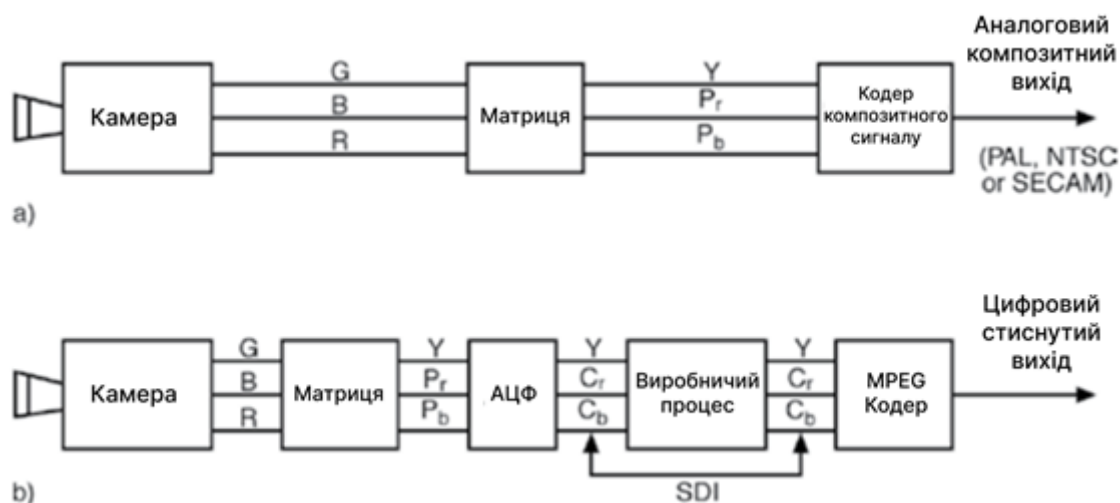 Аналоговий
композитний
вихід
G
Y
Камера
B
Матриця
Pr
Кодер
композитного
сигналу
R
Pb
(PAL, NTSC
or SECAM)
a)
Цифровий
стиснутий
вихід
G
Y
Y
Y
Камера
B
Матриця
Pr
АЦФ
Cr
Виробничий
процес
Cr
MPEG
Кодер
R
Pb
Cb
Cb
b)
SDI